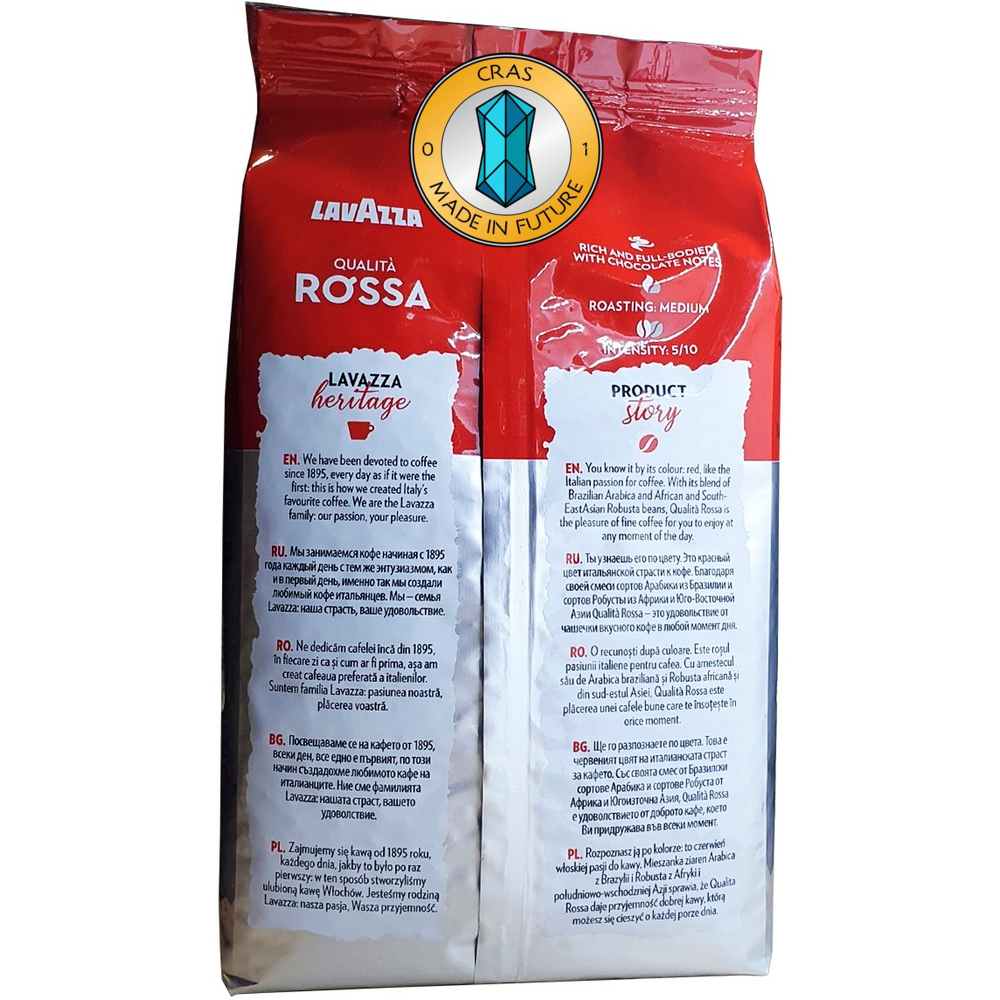 CRAS
0 1
MADE IN FUTURE
LAVAZZA
QUALITÀ
ROSSA
LAVAZZA
heritage
EN. We have been devoted to coffee
since 1895, every day as if it were the
first: this is how we created Italy's
favourite coffee. We are the Lavazza
family: our passion, your pleasure.
RU. Мы занимаемся кофе начиная с 1895
года каждый день с тем же энтузиазмом, как
и в первый день, именно так мы создали
любимый кофе итальянцев. Мы – семья
Lavazza: наша страсть, ваше удовольствие.
RO. Ne dedicăm cafelei încă din 1895,
în fiecare zi ca și cum ar fi prima, așa am
creat cafeaua preferată a italienilor.
Suntem familia Lavazza: pasiunea noastră,
plăcerea voastră.
BG. Посвещаваме се на кафето от 1895,
всеки ден, все едно е първият, по този
начин създадохме любимото кафе на
италианците. Ние сме фамилията
Lavazza: нашата страст, вашето
удоволствие.
PL. Zajmujemy się kawą od 1895 roku,
każdego dnia, jakby to było po raz
pierwszy: w ten sposób stworzyliśmy
ulubioną kawę Włochów. Jesteśmy rodziną
Lavazza: nasza pasja, Wasza przyjemność.
RICH AND FULL-BODIED
WITH CHOCOLATE NOTES
ROASTING: MEDIUM
INTENSITY: 5/10
PRODUCT
story
EN. You know it by its colour: red, like the
Italian passion for coffee. With its blend of
Brazilian Arabica and African and South-
EastAsian Robusta beans, Qualità Rossa is
the pleasure of fine coffee for you to enjoy at
any moment of the day.
RU. Ты узнаешь его по цвету. Это красный
цвет итальянской страсти к кофе. Благодаря
своей смеси сортов Арабики из Бразилии и
сортов Робусты из Африки и Юго-Восточной
Азии Qualità Rossa – это удовольствие от
чашечки вкусного кофе в любой момент дня.
RO. O recunoști după culoare. Este roșul
pasiunii italiene pentru cafea. Cu amestecul
său de Arabica braziliană și Robusta africană și
din sud-estul Asiei, Qualità Rossa este
plăcerea unei cafele bune care te însoțește în
orice moment.
BG. Ще го разпознаете по цвета. Това е
червеният цвят на италианската страст
за кафето. Със своята смес от Бразилски
сортове Арабика и сортове Робуста от
Африка и Югоизточна Азия, Qualità Rossa
е удоволствието от доброто кафе, което
Ви придружава във всеки момент.
PL. Rozpoznasz ją po kolorze: to czerwień
włoskiej pasji do kawy. Mieszanka ziaren Arabica
z Brazylii i Robusta z Afryki i
południowo-wschodniej Azji sprawia, że Qualita
Rossa daje przyjemność dobrej kawy, którą
możesz się cieszyć o każdej porze dnia.